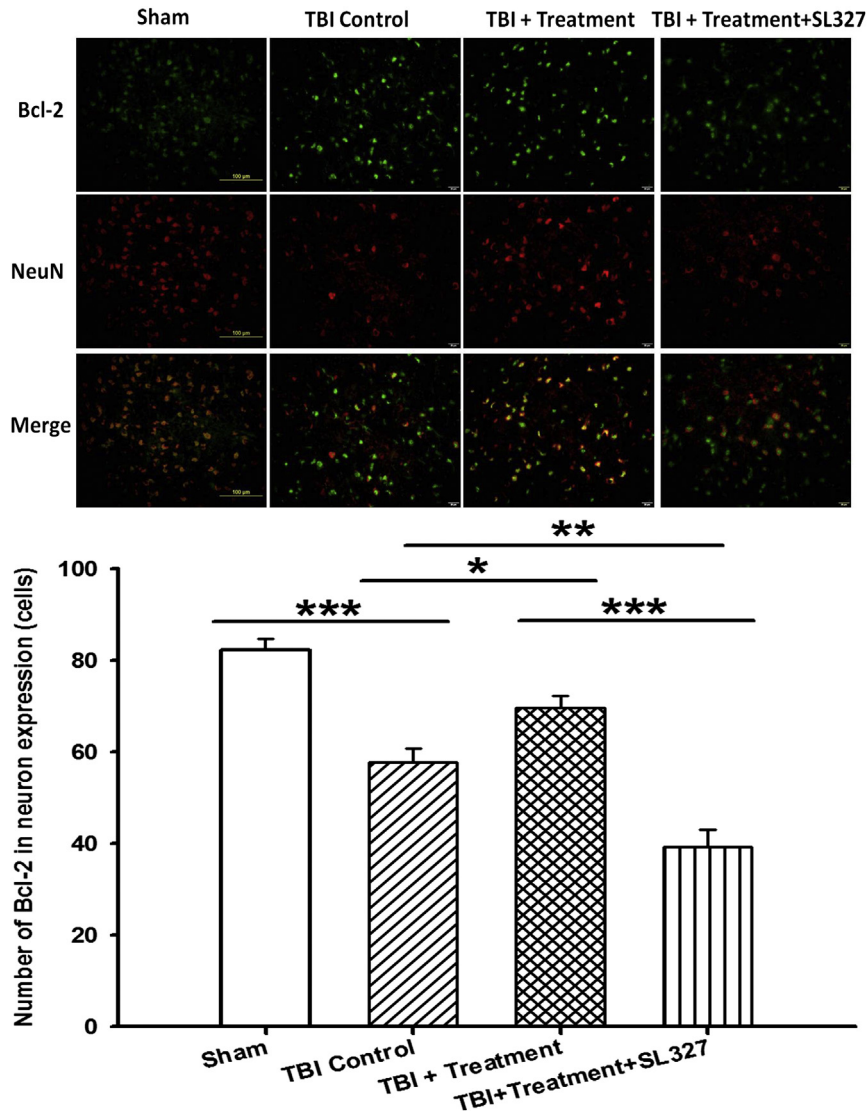 Sham TBI Control TBI + Treatment TBI + Treatment+SL327
Bcl-2
100 μm
NeuN
100 μm
Merge
100 μm
**
*
***
***
Number of Bcl-2 in neuron expression (cells)
100
80
60
40
20
0
Sham
TBI Control
TBI + Treatment
TBI+Treatment+SL327